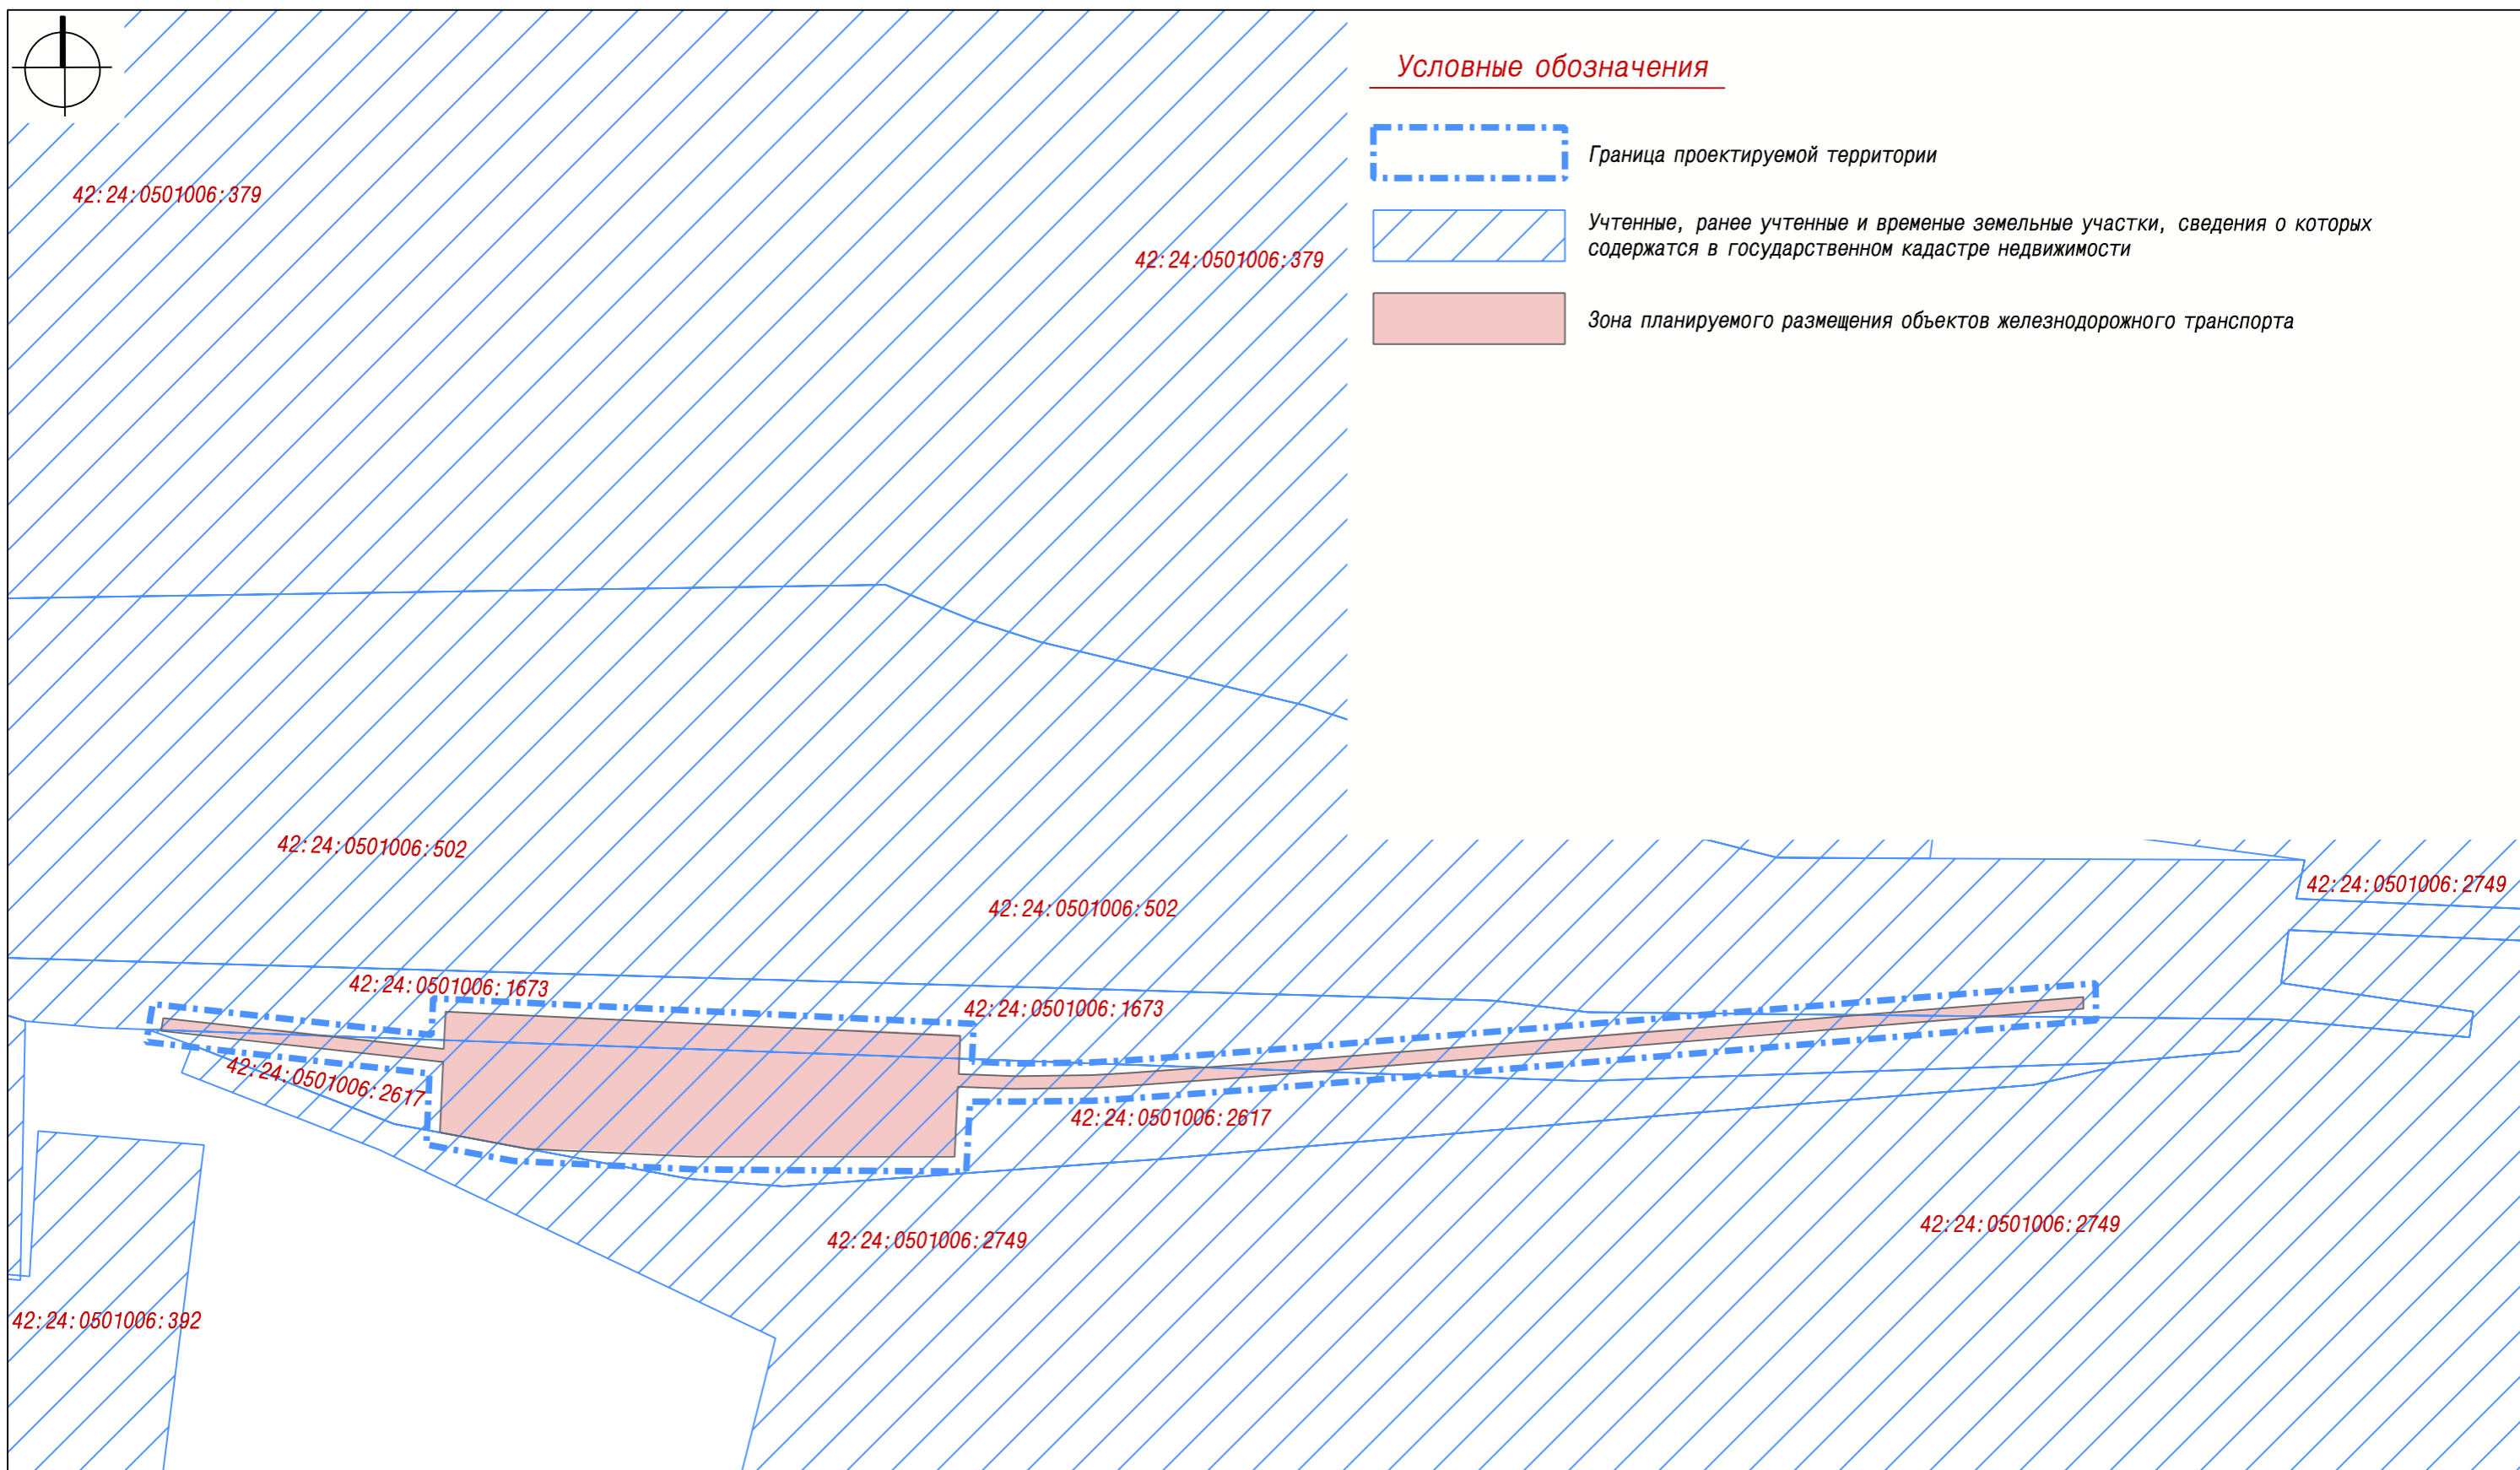 Условные обозначения
Граница проектируемой территории
42:24:0501006:379
Учтенные, ранее учтенные и временые земельные участки, сведения о которых
содержатся в государственном кадастре недвижимости
42:24:0501006:379
Зона планируемого размещения объектов железнодорожного транспорта
42:24:0501006:502
42:24:0501006:2749
42:24:0501006:502
42:24:0501006:1673
42:24:0501006:1673
42:24:0501006:2617
42:24:0501006:2617
42:24:0501006:2749
42:24:0501006:2749
42:24:0501006:392